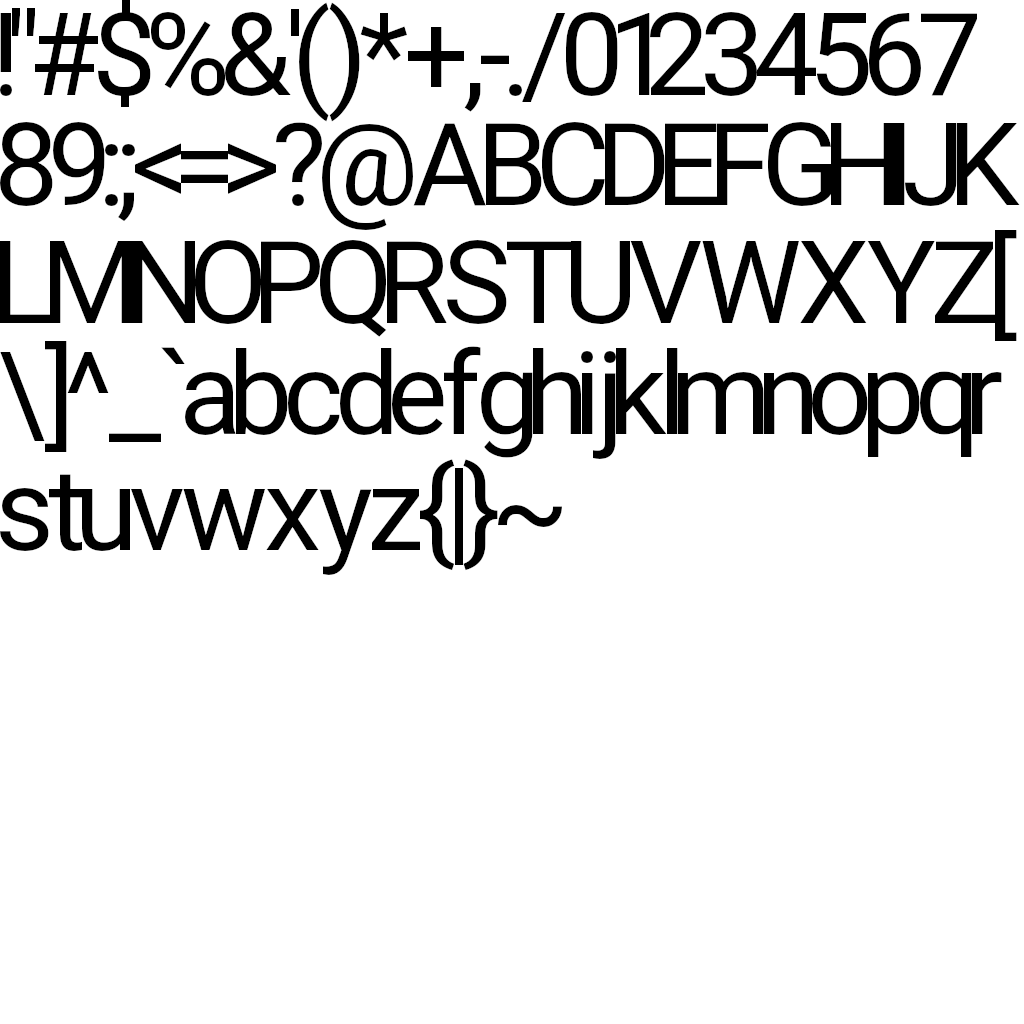 !"#$%&'()*+,-./01234567
89:;<=>?@ABCDEFGHIJK
LMNOPQRSTUVWXYZ[
\]^_`abcdefghijklmnopqr
stuvwxyz{|}~